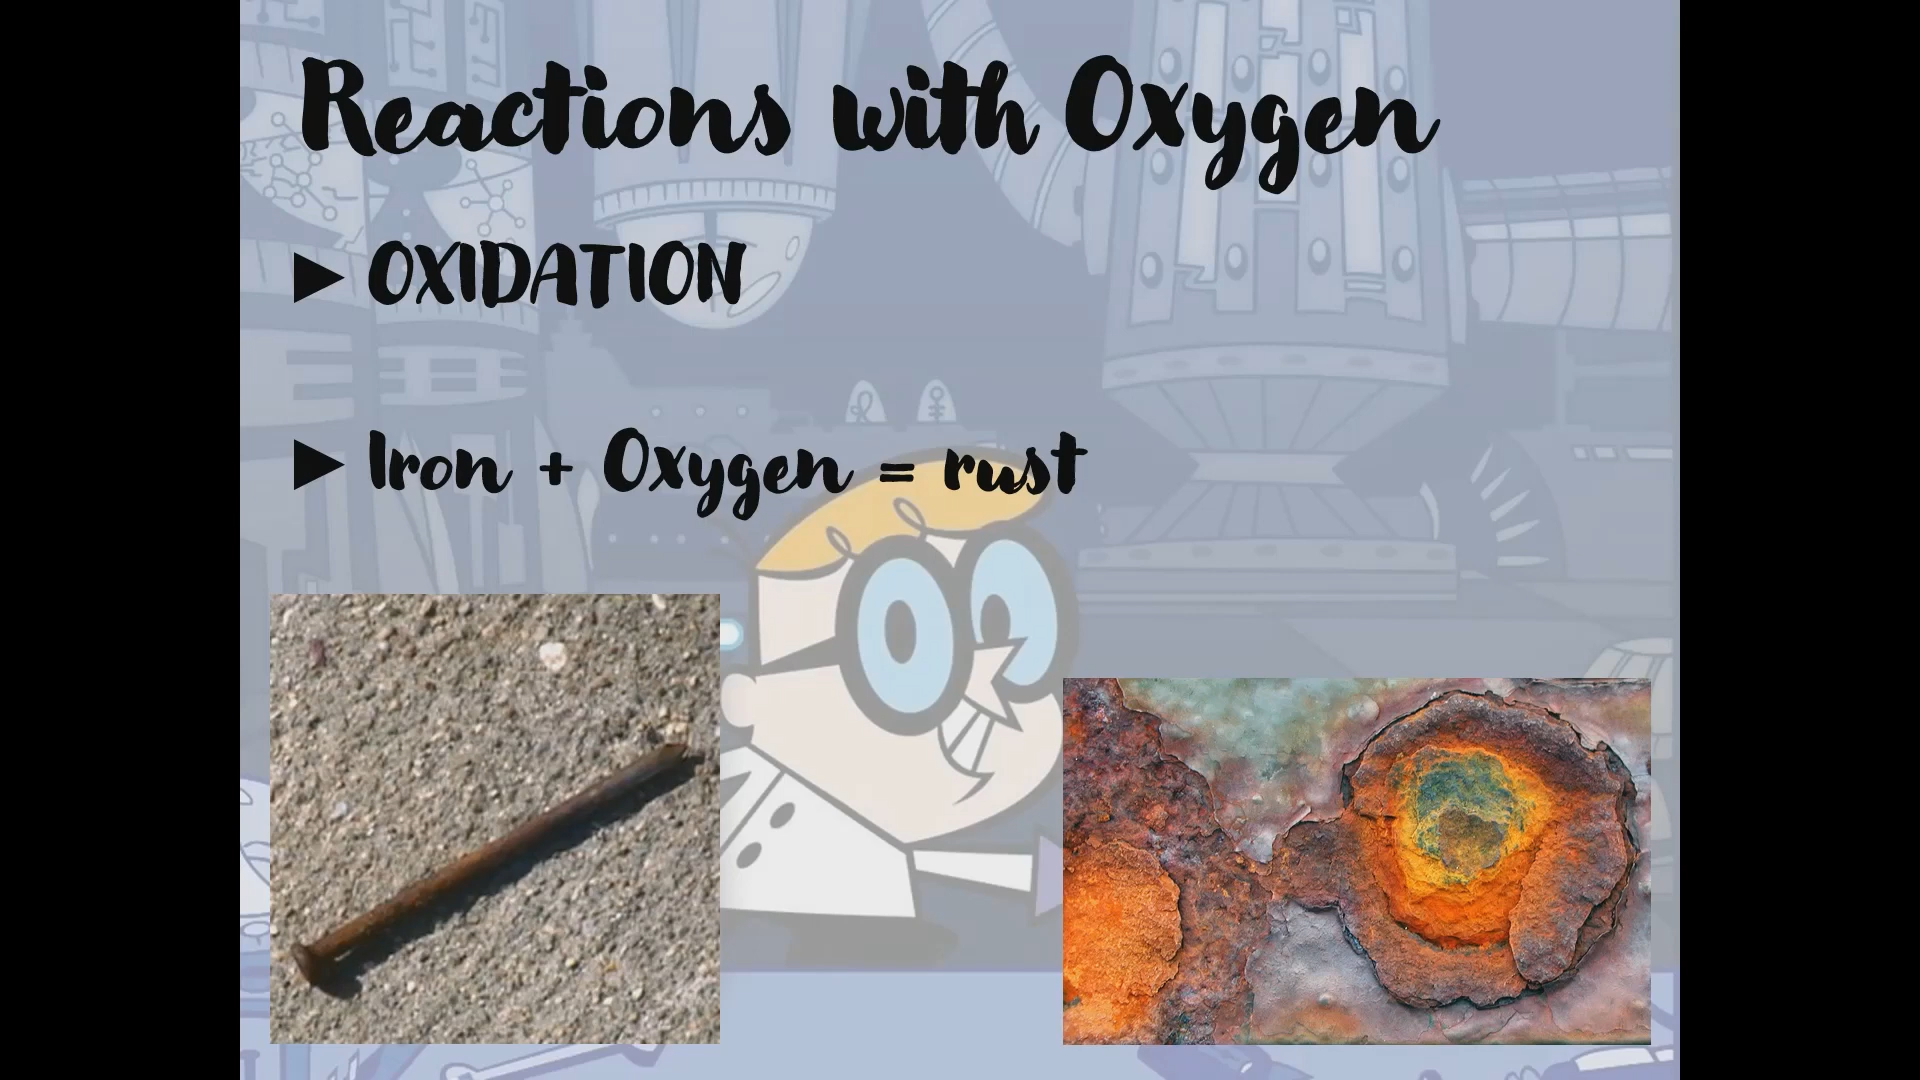 Reactions with Oxygen
► OXIDATION
► Iron + Oxygen = rust